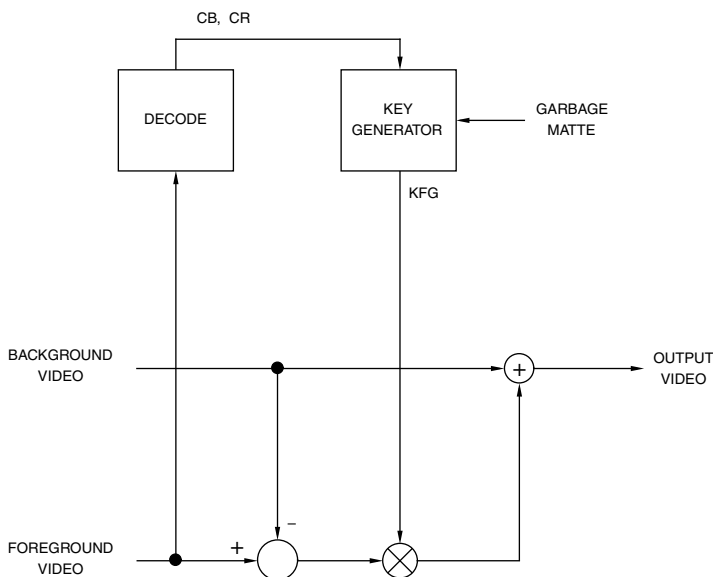 CB, CR
DECODE
KEY
GENERATOR
GARBAGE
MATTE
KFG
BACKGROUND
VIDEO
+
OUTPUT
VIDEO
–
+
FOREGROUND
VIDEO